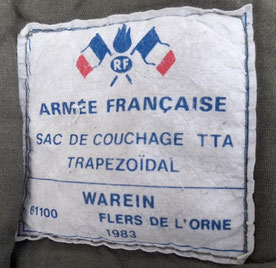 RF
ARMÉE FRANÇAISE
SAC DE COUCHAGE TTA
TRAPEZOÏDAL
WAREIN
61100 FLERS DE L'ORNE
1983